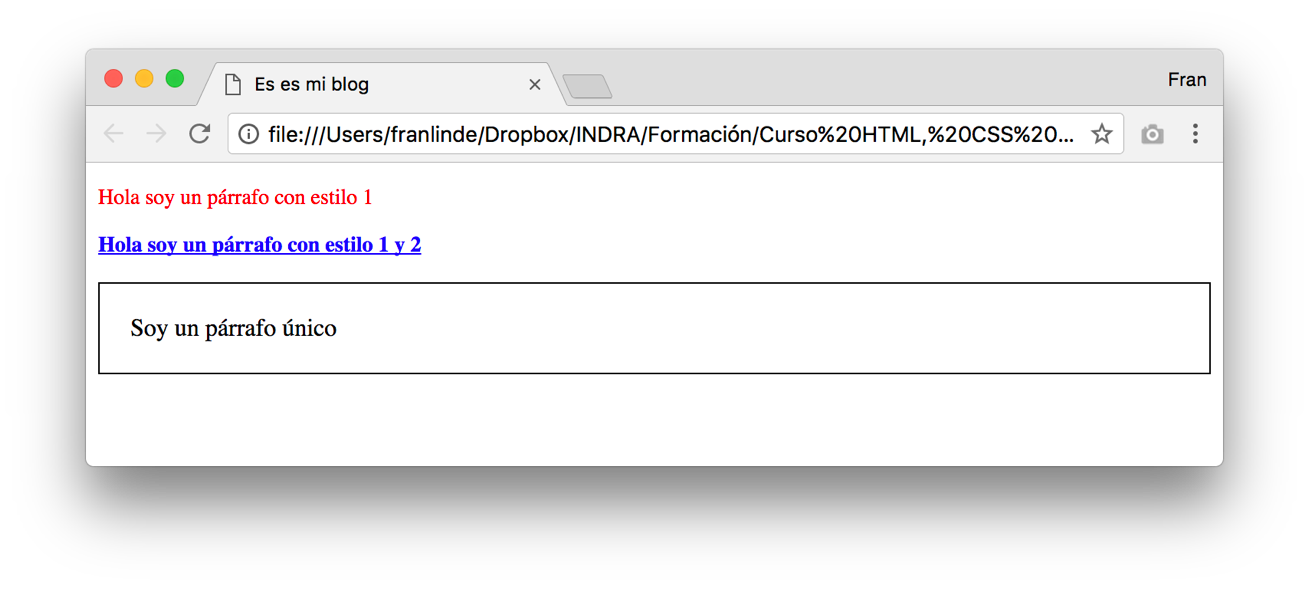 Es es mi blog
Fran
file:///Users/franlinde/Dropbox/INDRA/Formación/Curso%20HTML,%20CSS%20...
Hola soy un párrafo con estilo 1
Hola soy un párrafo con estilo 1 y 2
Soy un párrafo único